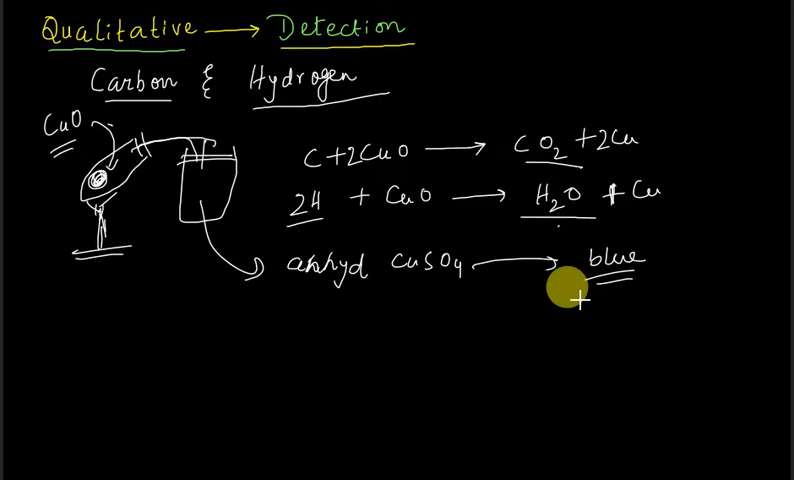 Qualitative → Detection
Carbon & Hydrogen
CuO
C + 2CuO → CO₂ + 2Cu
2H + CuO → H₂O + Cu
anhyd CuSO₄ → blue